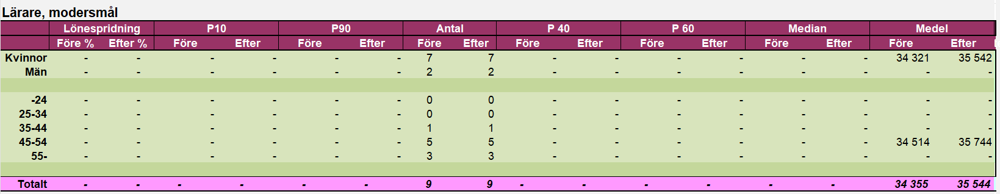 Lärare, modersmål
Lönespridning P10 P90 Antal P 40 P 60 Median Medel
Före % Efter % Före Efter Före Efter Före Efter Före Efter Före Efter Före Efter Före Efter
Kvinnor - - - - - - 7 7 - - - - - - 34 321 35 542
Män - - - - - - 2 2 - - - - - - - -
-24 - - - - - - 0 0 - - - - - - - -
25-34 - - - - - - 0 0 - - - - - - - -
35-44 - - - - - - 1 1 - - - - - - - -
45-54 - - - - - - 5 5 - - - - - - 34 514 35 744
55- - - - - - - 3 3 - - - - - - - -
Totalt - - - - - - 9 9 - - - - - - 34 355 35 544